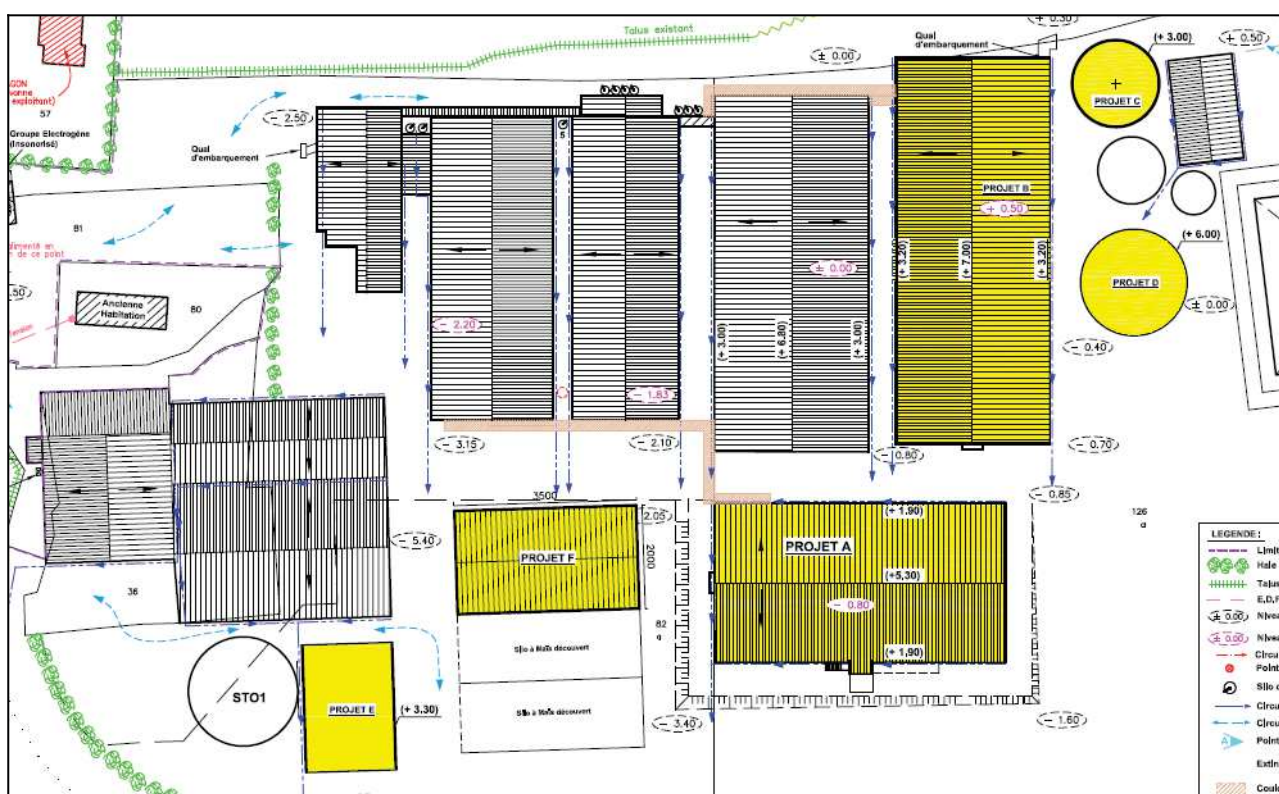 Talus existant
Quai
d'embarquement
± 0.00
+ 0.30
(+ 3.00)
+ 0.50
PROJET C
57
Groupe Electrogène
(Insonorisé)
- 2.50
Quai
d'embarquement
5
PROJET B
+ 0.50
81
(+ 6.00)
(+ 3.20)
(+ 7.00)
(+ 3.20)
± 0.00
PROJET D
± 0.00
Ancienne
Habitation
80
- 2.20
(+ 3.00)
(+ 6.80)
(+ 3.00)
- 0.40
- 1.83
- 3.15
- 2.10
- 0.80
- 0.70
3500
- 0.85
2.05
(+ 1.90)
126
a
- 5.40
PROJET F
2000
PROJET A
LEGENDE :
(+5,30)
36
- 0.80
82
a
Silo à Maïs découvert
(+ 1,90)
STO1
Silo à Maïs découvert
PROJET E
(+ 3.30)
- 3.40
- 1.60